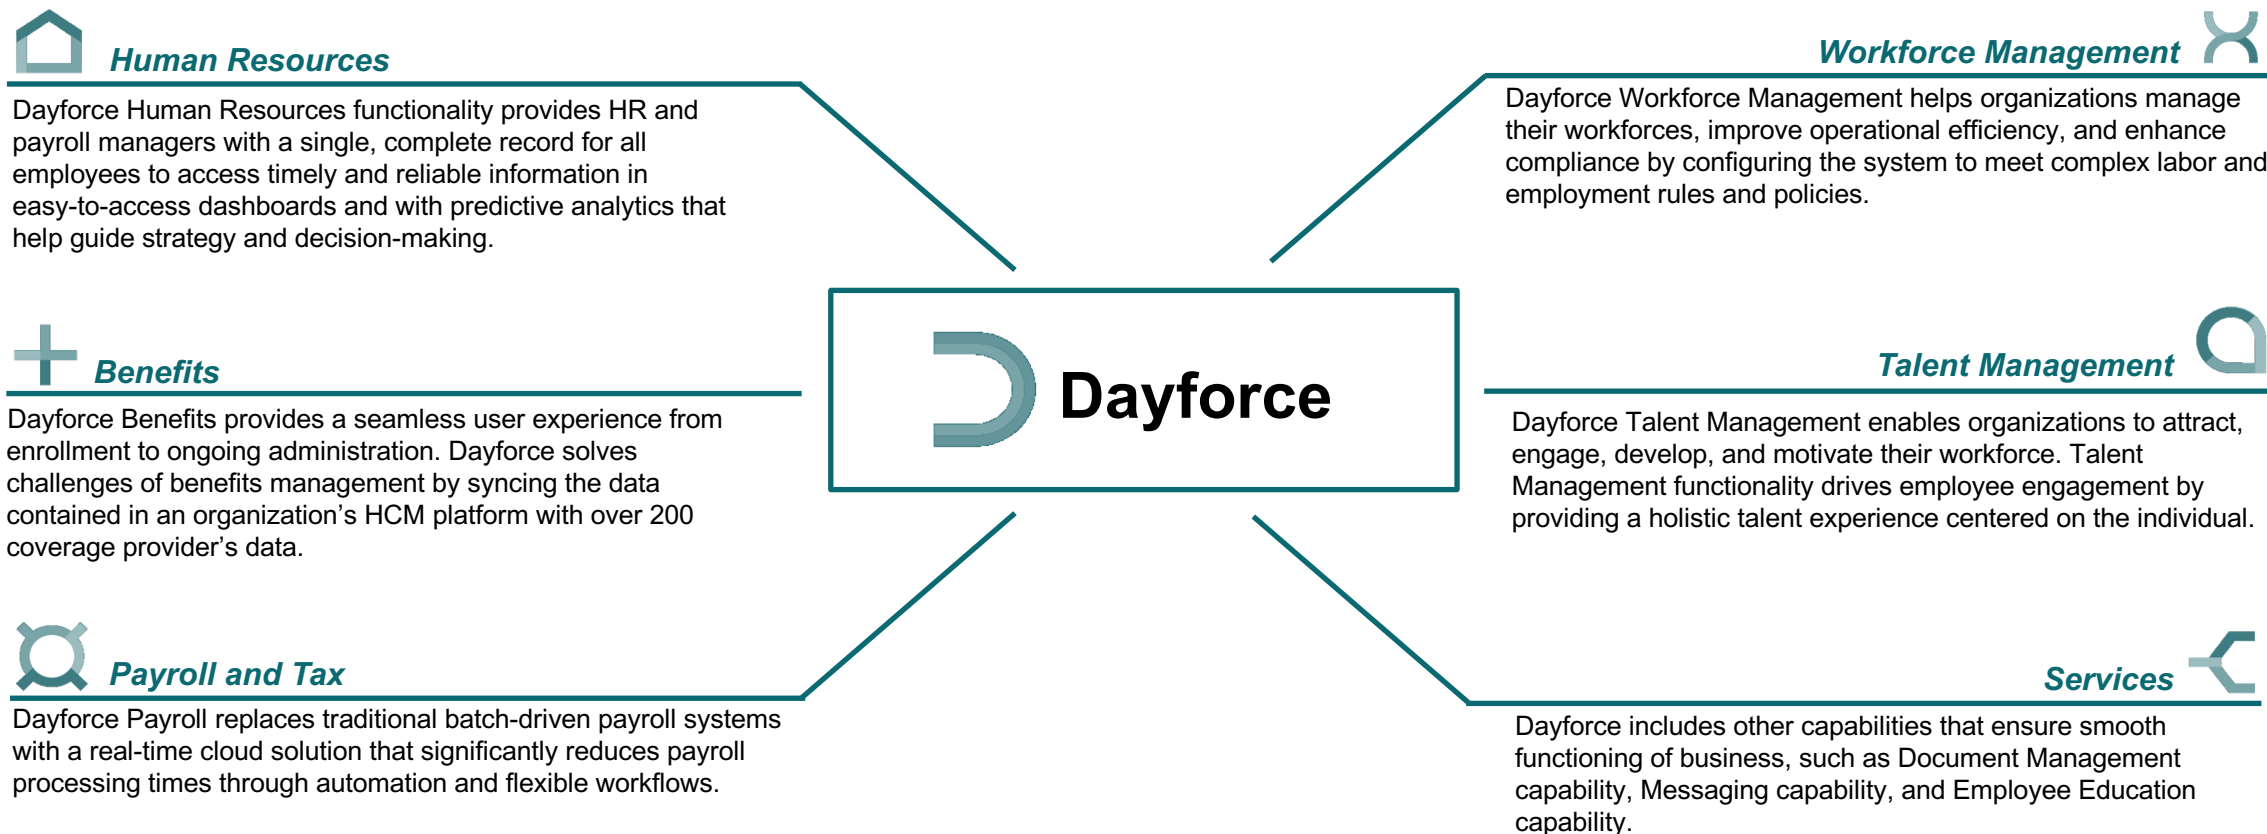 Human Resources
Dayforce Human Resources functionality provides HR and
payroll managers with a single, complete record for all
employees to access timely and reliable information in
easy-to-access dashboards and with predictive analytics that
help guide strategy and decision-making.
Benefits
Dayforce Benefits provides a seamless user experience from
enrollment to ongoing administration. Dayforce solves
challenges of benefits management by syncing the data
contained in an organization’s HCM platform with over 200
coverage provider’s data.
Payroll and Tax
Dayforce Payroll replaces traditional batch-driven payroll systems
with a real-time cloud solution that significantly reduces payroll
processing times through automation and flexible workflows.
Dayforce
Workforce Management
Dayforce Workforce Management helps organizations manage
their workforces, improve operational efficiency, and enhance
compliance by configuring the system to meet complex labor and
employment rules and policies.
Talent Management
Dayforce Talent Management enables organizations to attract,
engage, develop, and motivate their workforce. Talent
Management functionality drives employee engagement by
providing a holistic talent experience centered on the individual.
Services
Dayforce includes other capabilities that ensure smooth
functioning of business, such as Document Management
capability, Messaging capability, and Employee Education
capability.